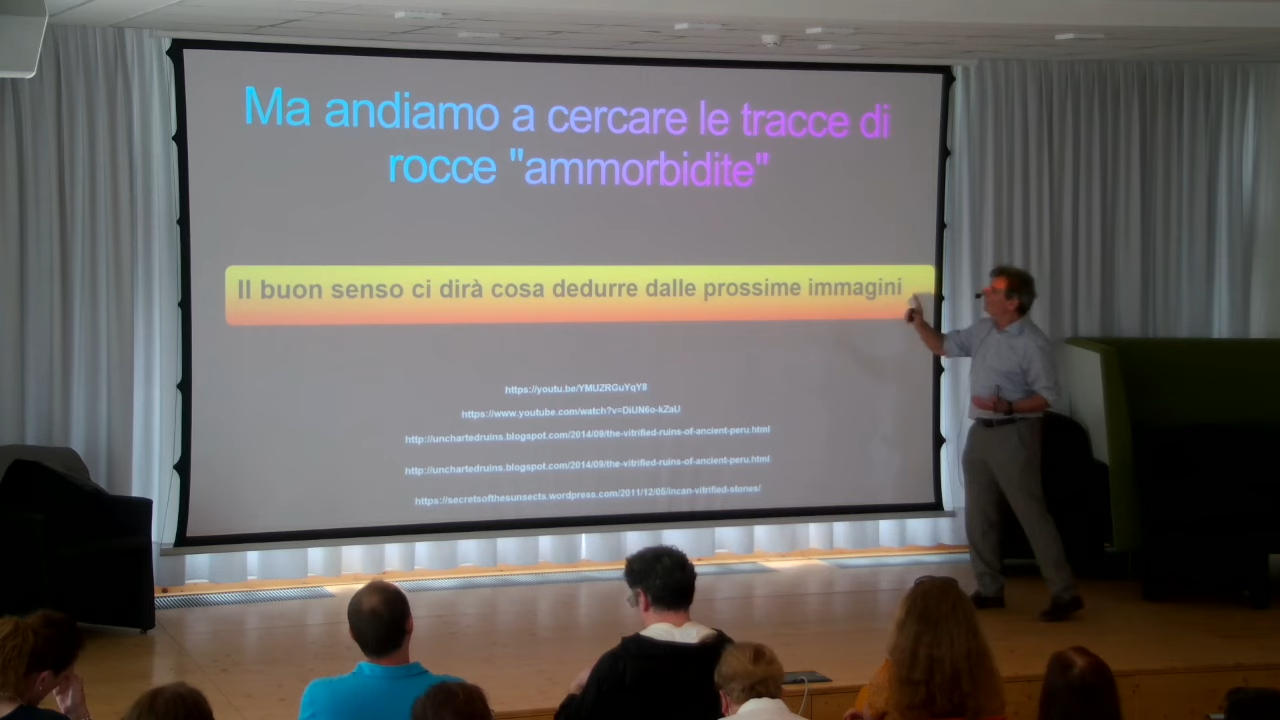 Ma andiamo a cercare le tracce di
rocce "ammorbidite"
Il buon senso ci dirà cosa dedurre dalle prossime immagini
https://youtu.be/YMUZRGuYqY8
https://www.youtube.com/watch?v=DiUN6o-kZaU
http://unchartedruins.blogspot.com/2014/09/the-vitrified-ruins-of-ancient-peru.html
http://unchartedruins.blogspot.com/2014/09/the-vitrified-ruins-of-ancient-peru.html
https://secretsofthesunsects.wordpress.com/2011/12/05/incan-vitrified-stones/